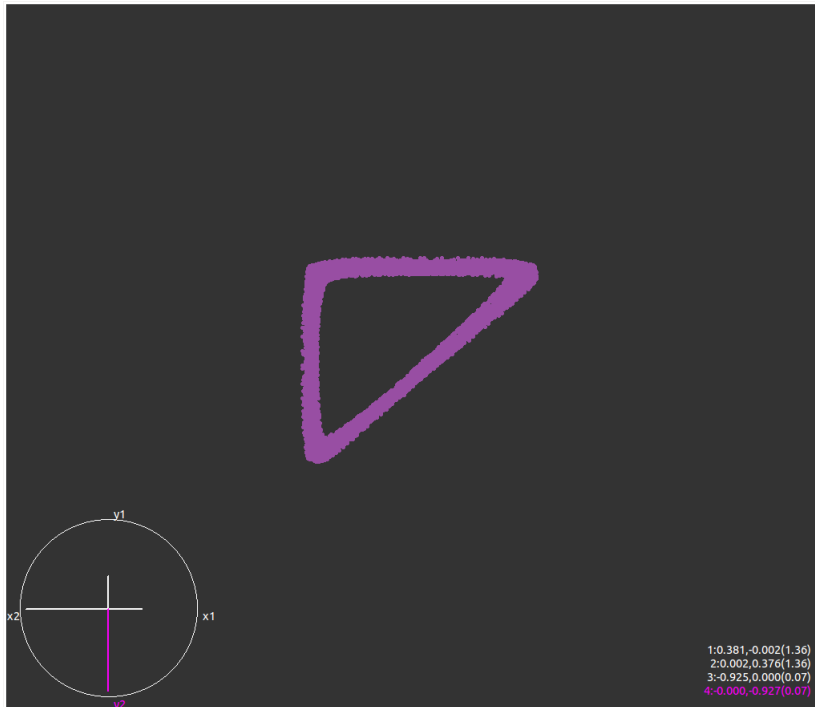 y1
x2 x1
y2
1:0.381,-0.002(1.36)
2:0.002,0.376(1.36)
3:-0.925,0.000(0.07)
4:-0.000,-0.927(0.07)